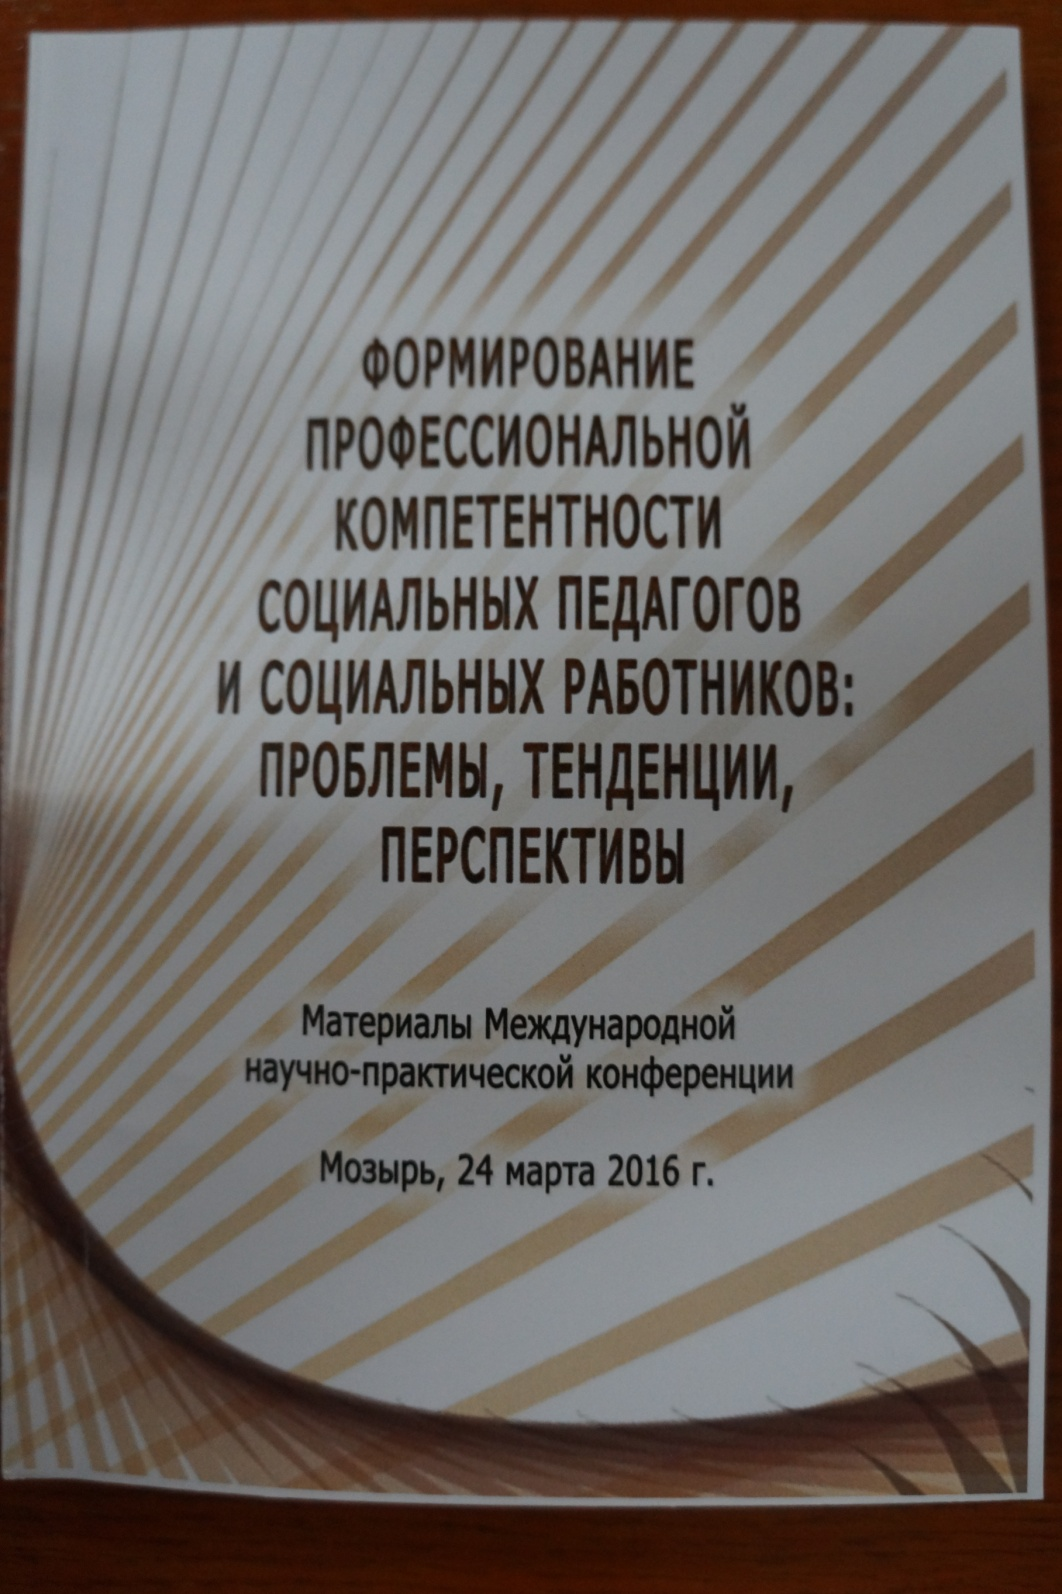 ФОРМИРОВАНИЕ
ПРОФЕССИОНАЛЬНОЙ
КОМПЕТЕНТНОСТИ
СОЦИАЛЬНЫХ ПЕДАГОГОВ
И СОЦИАЛЬНЫХ РАБОТНИКОВ:
ПРОБЛЕМЫ, ТЕНДЕНЦИИ,
ПЕРСПЕКТИВЫ
Материалы Международной
научно-практической конференции
Мозырь, 24 марта 2016 г.